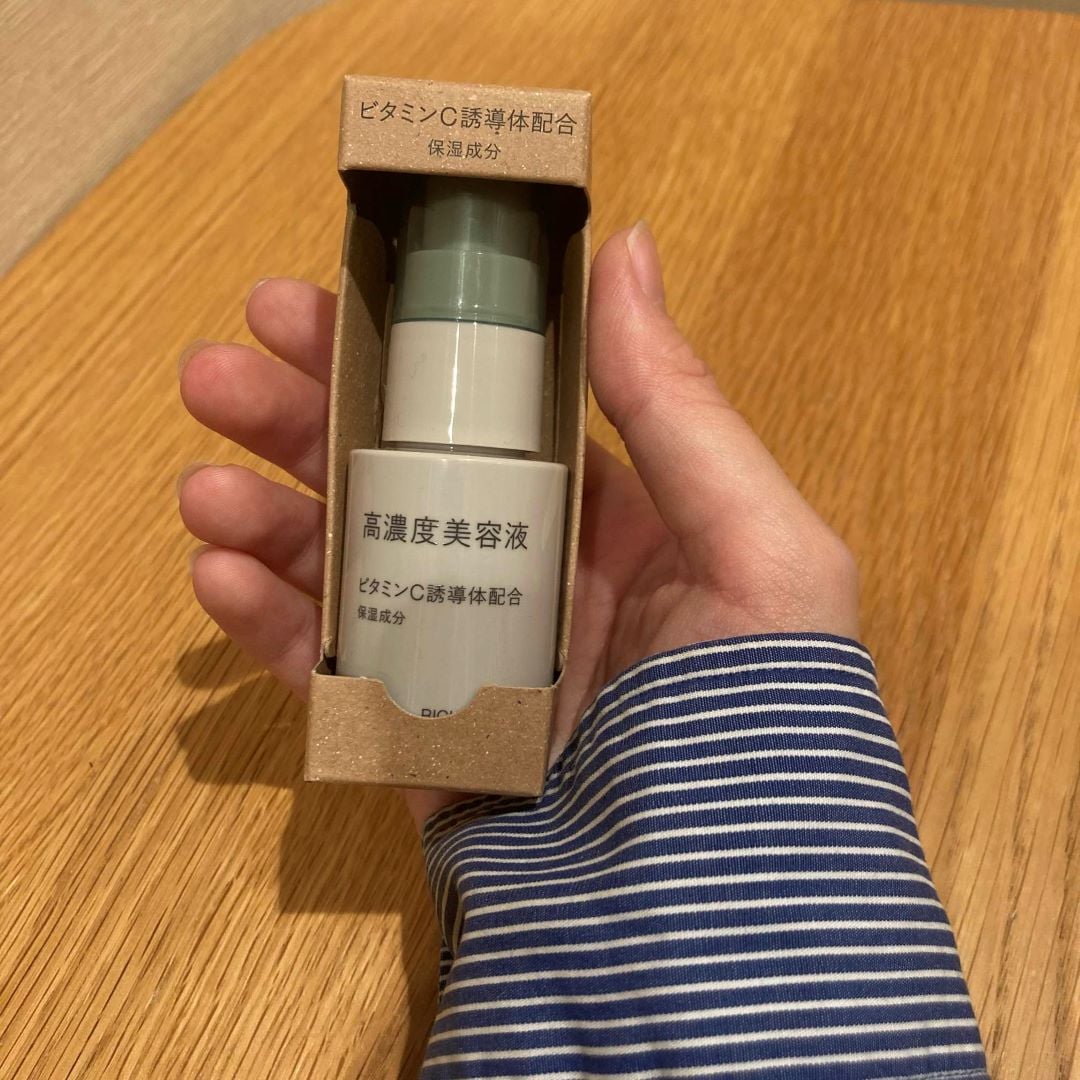 ビタミンC誘導体配合
保湿成分
高濃度美容液
ビタミンC誘導体配合
保湿成分